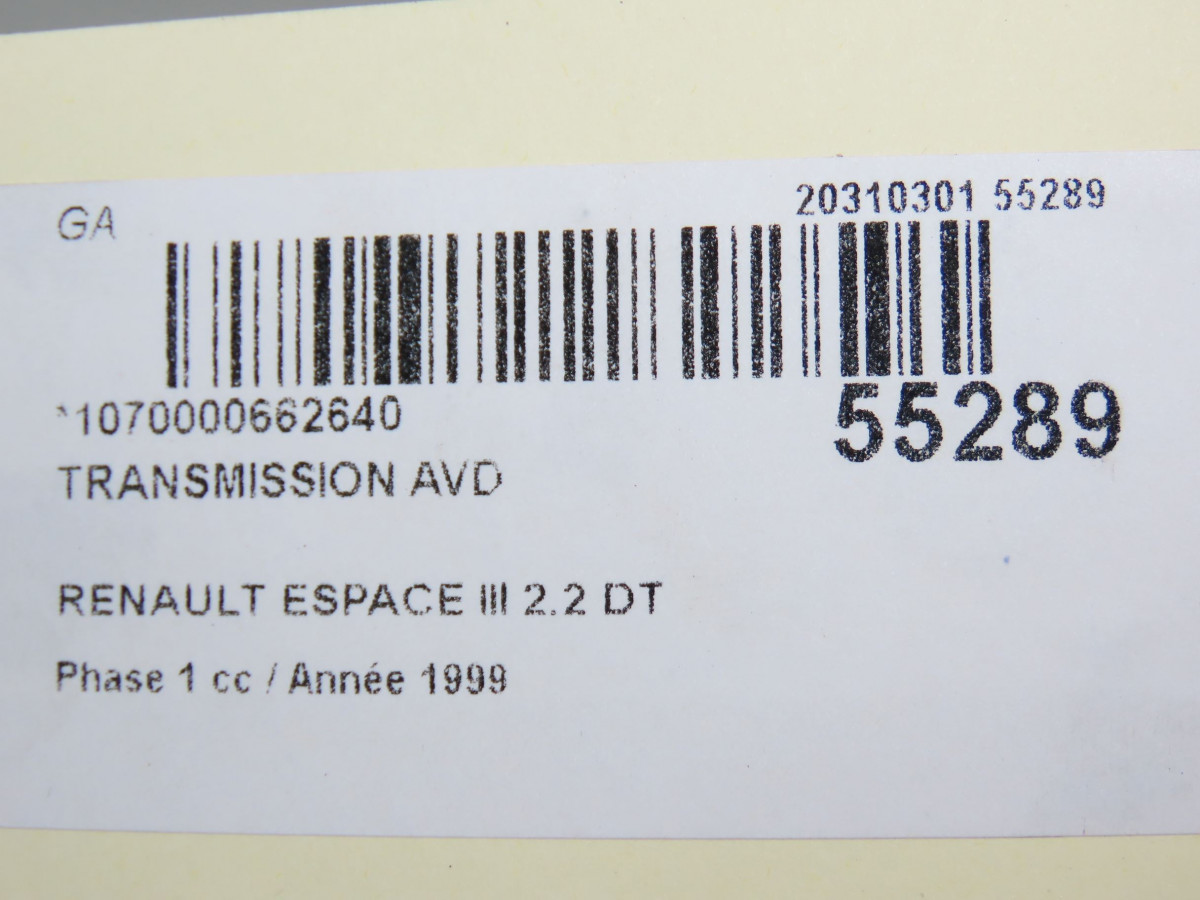 GA
20310301 55289
*1070000662640
55289
TRANSMISSION AVD
RENAULT ESPACE III 2.2 DT
Phase 1 cc / Année 1999